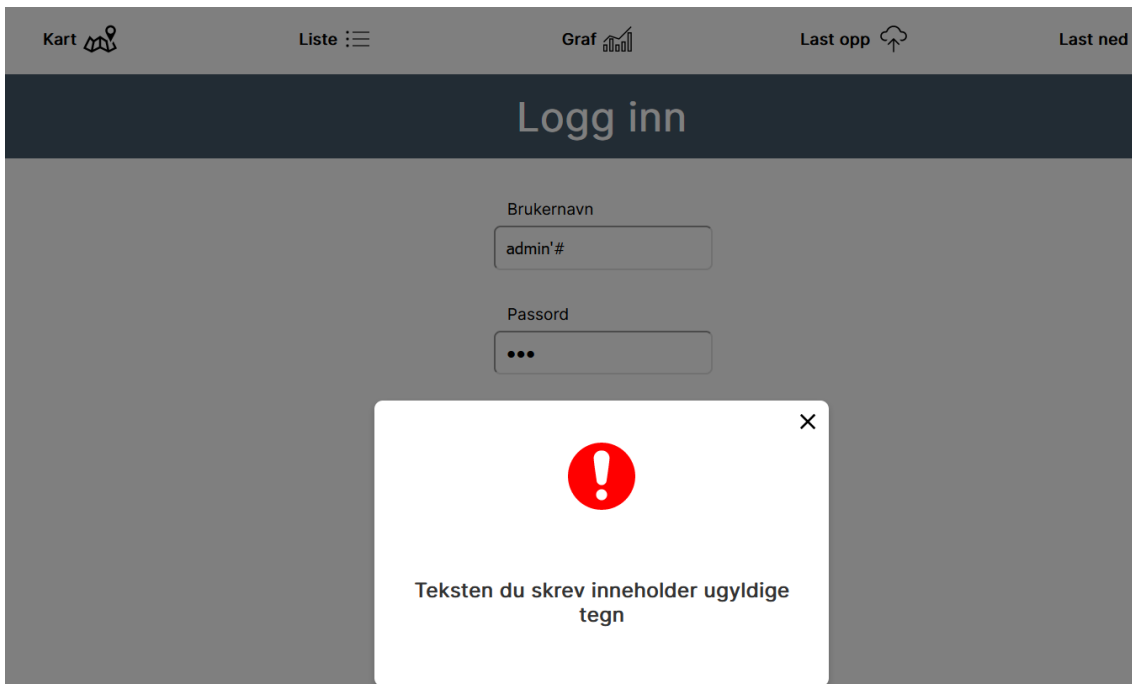 Kart Liste Graf Last opp Last ned
Logg inn
Brukernavn
admin'#
Passord
Teksten du skrev inneholder ugyldige
tegn